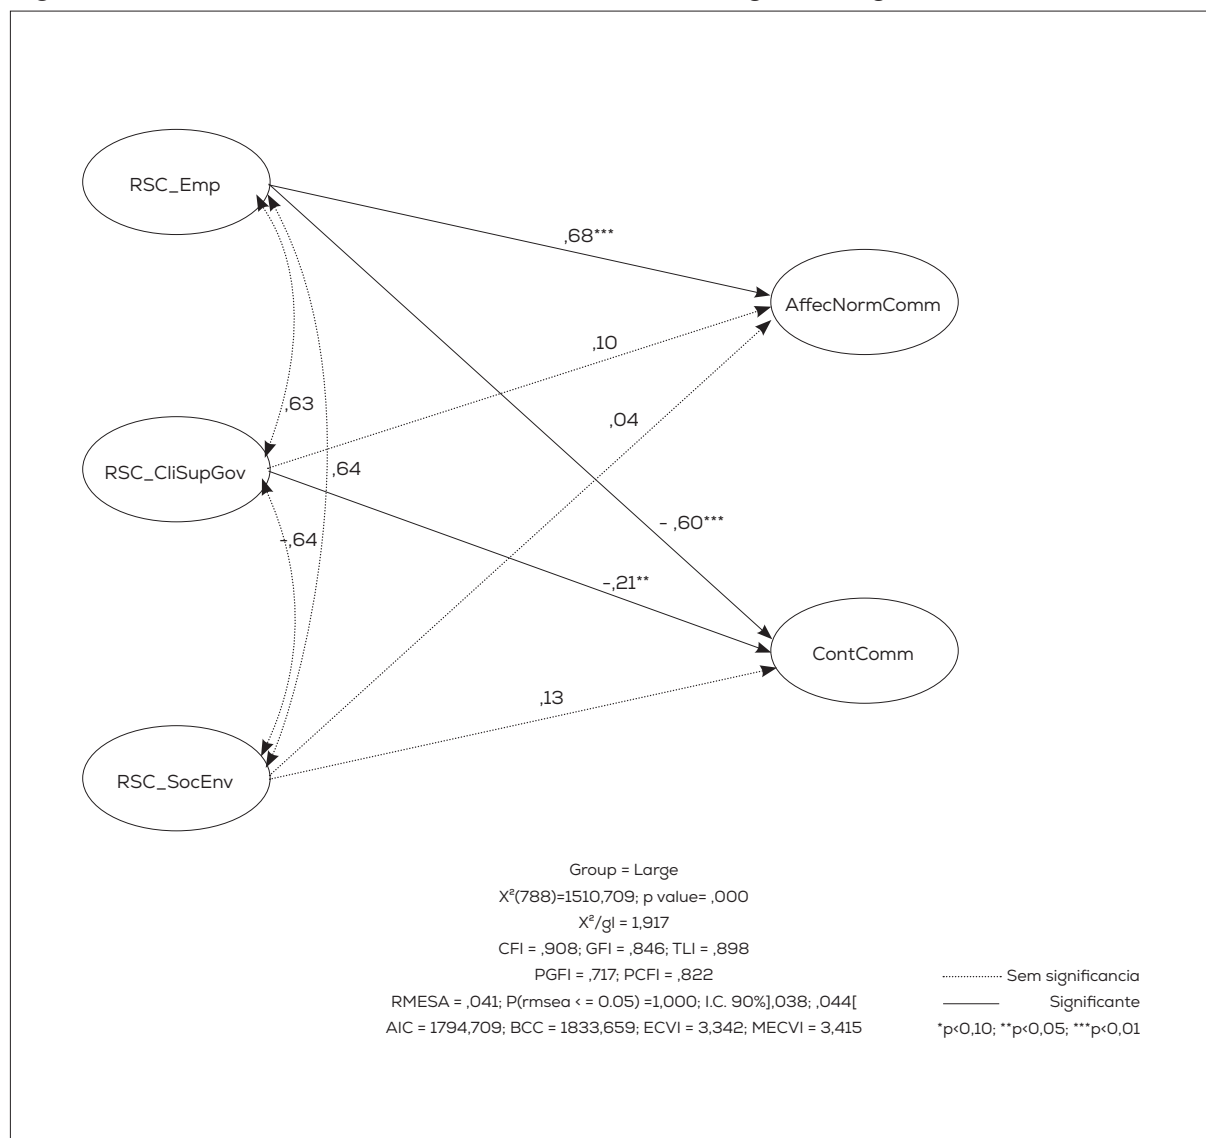 RSC_Emp
,68***
AffecNormComm
,10
,63
,04
RSC_CliSupGov
,64
- ,60***
-,64
-,21**
ContComm
,13
RSC_SocEnv
Group = Large
X²(788)=1510,709; p value= ,000
X²/gl = 1,917
CFI = ,908; GFI = ,846; TLI = ,898
PGFI = ,717; PCFI = ,822
RMESA = ,041; P(rmsea < = 0.05) =1,000; I.C. 90%],038; ,044[
AIC = 1794,709; BCC = 1833,659; ECVI = 3,342; MECVI = 3,415
Sem significancia
Significante
*p<0,10; **p<0,05; ***p<0,01